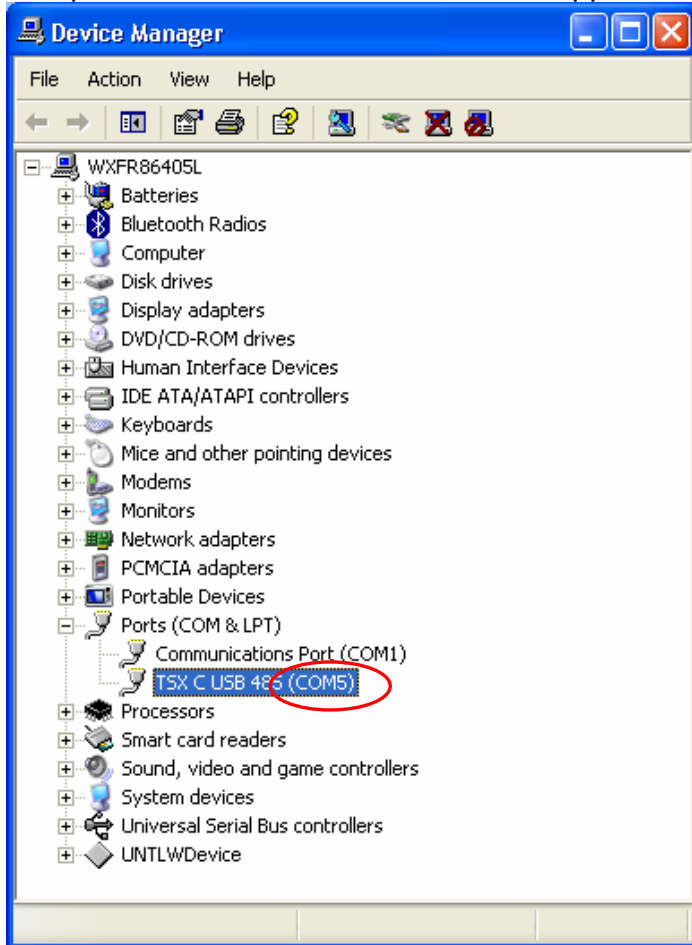 Device Manager
File Action View Help
WXFR86405L
Batteries
Bluetooth Radios
Computer
Disk drives
Display adapters
DVD/CD-ROM drives
Human Interface Devices
IDE ATA/ATAPI controllers
Keyboards
Mice and other pointing devices
Modems
Monitors
Network adapters
PCMCIA adapters
Portable Devices
Ports (COM & LPT)
Communications Port (COM1)
TSX C USB 485 (COM5)
Processors
Smart card readers
Sound, video and game controllers
System devices
Universal Serial Bus controllers
UNTLWDevice